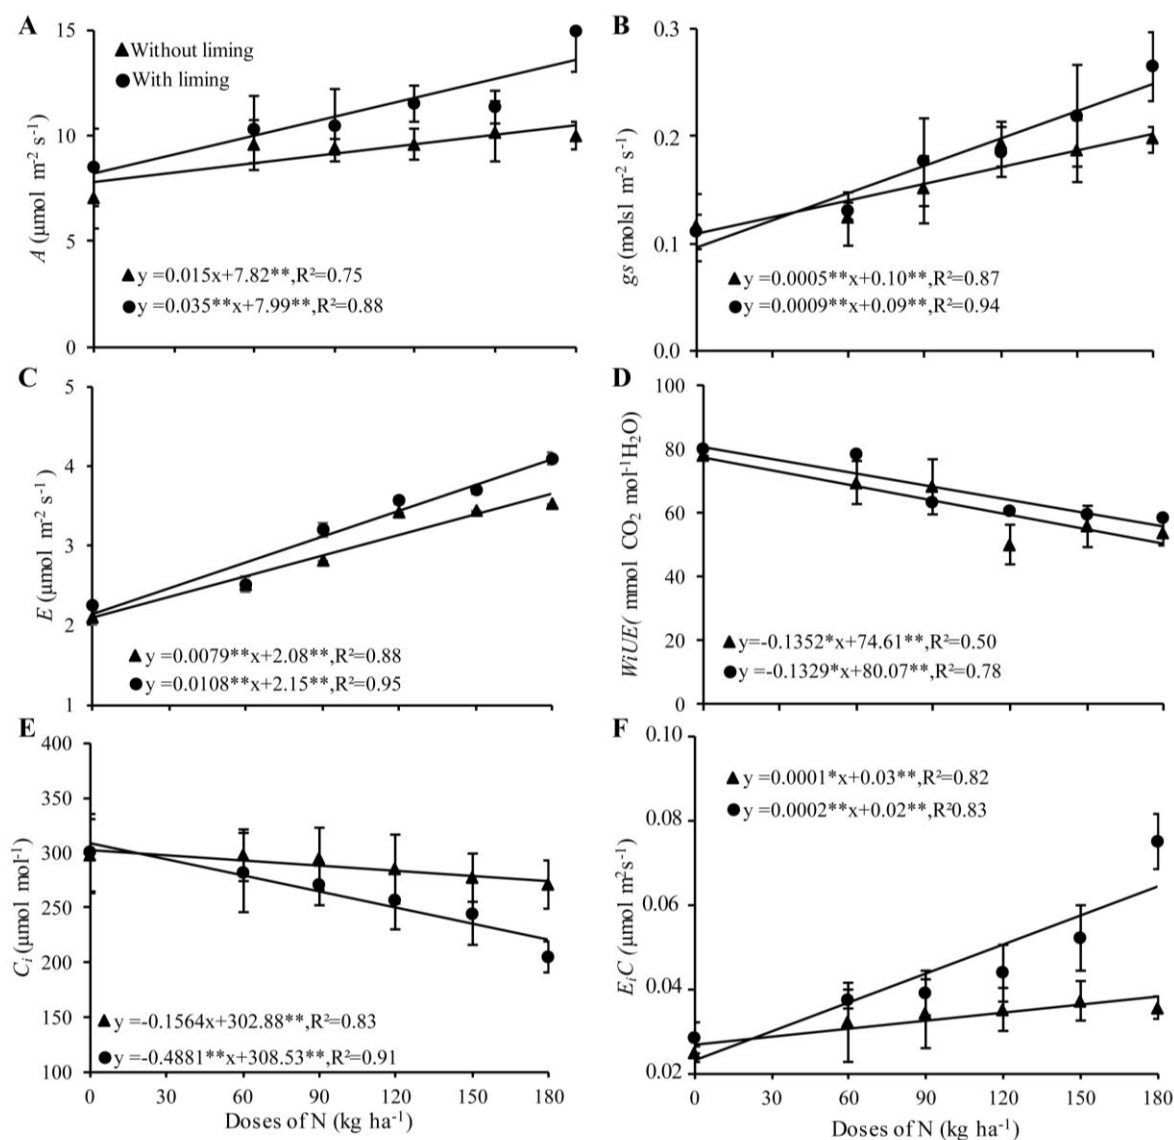 A
15
10
5
0
A (μmol m⁻² s⁻¹)
▲Without liming
●With liming
▲y =0.015x+7.82**,R²=0.75
●y =0.035**x+7.99**,R²=0.88
B
0.3
0.2
0.1
0.0
gs (molsl m⁻² s⁻¹)
▲y =0.0005**x+0.10**,R²=0.87
●y =0.0009**x+0.09**,R²=0.94
C
5
4
3
2
1
E (μmol m⁻² s⁻¹)
▲y =0.0079**x+2.08**,R²=0.88
●y =0.0108**x+2.15**,R²=0.95
D
100
80
60
40
20
0
WiUE( mmol CO₂ mol⁻¹H₂O)
▲y=-0.1352*x+74.61**,R²=0.50
●y =-0.1329*x+80.07**,R²=0.78
E
400
350
300
250
200
150
100
Cᵢ (μmol mol⁻¹)
▲y =-0.1564x+302.88**,R²=0.83
●y =-0.4881**x+308.53**,R²=0.91
0 30 60 90 120 150 180
Doses of N (kg ha⁻¹)
F
0.10
0.08
0.06
0.04
0.02
EᵢC (μmol m²s⁻¹)
▲y =0.0001*x+0.03**,R²=0.82
●y =0.0002**x+0.02**,R²0.83
0 30 60 90 120 150 180
Doses of N (kg ha⁻¹)